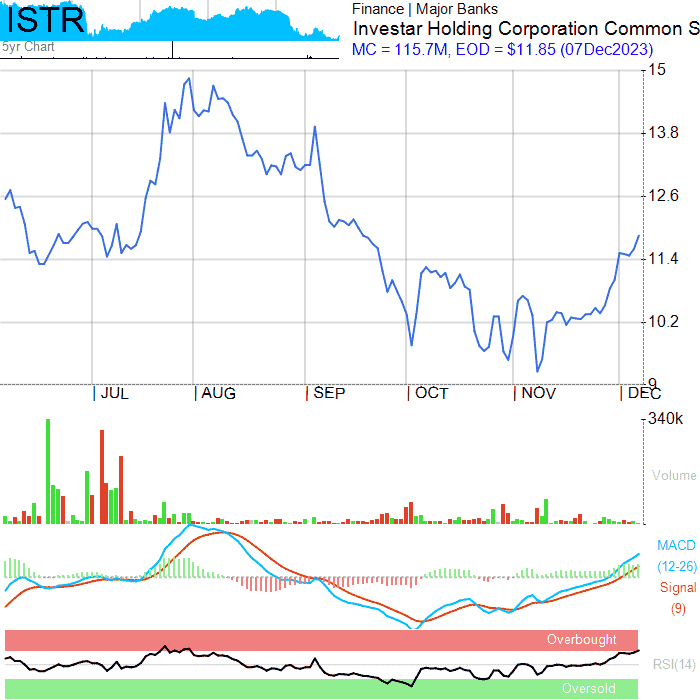 ISTR
5yr Chart
Finance | Major Banks
Investar Holding Corporation Common S
MC = 115.7M, EOD = $11.85 (07Dec2023)
15
13.8
12.6
11.4
10.2
9
JUL
AUG
SEP
OCT
NOV
DEC
340k
Volume
MACD
(12-26)
Signal
(9)
Overbought
RSI(14)
Oversold